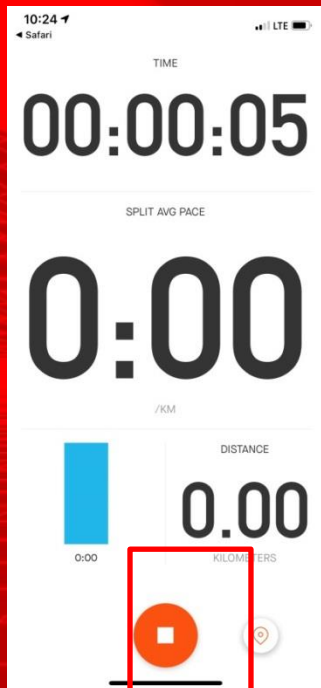 10:24
LTE
◀ Safari
TIME
00:00:05
SPLIT AVG PACE
0:00
/KM
DISTANCE
0.00
0:00
KILOMETERS